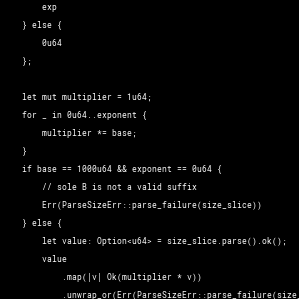 exp
} else {
0u64
};
let mut multiplier = 1u64;
for _ in 0u64..exponent {
multiplier *= base;
}
if base == 1000u64 && exponent == 0u64 {
// sole B is not a valid suffix
Err(ParseSizeErr::parse_failure(size_slice))
} else {
let value: Option<u64> = size_slice.parse().ok();
value
.map(|v| Ok(multiplier * v))
.unwrap_or(Err(ParseSizeErr::parse_failure(size_